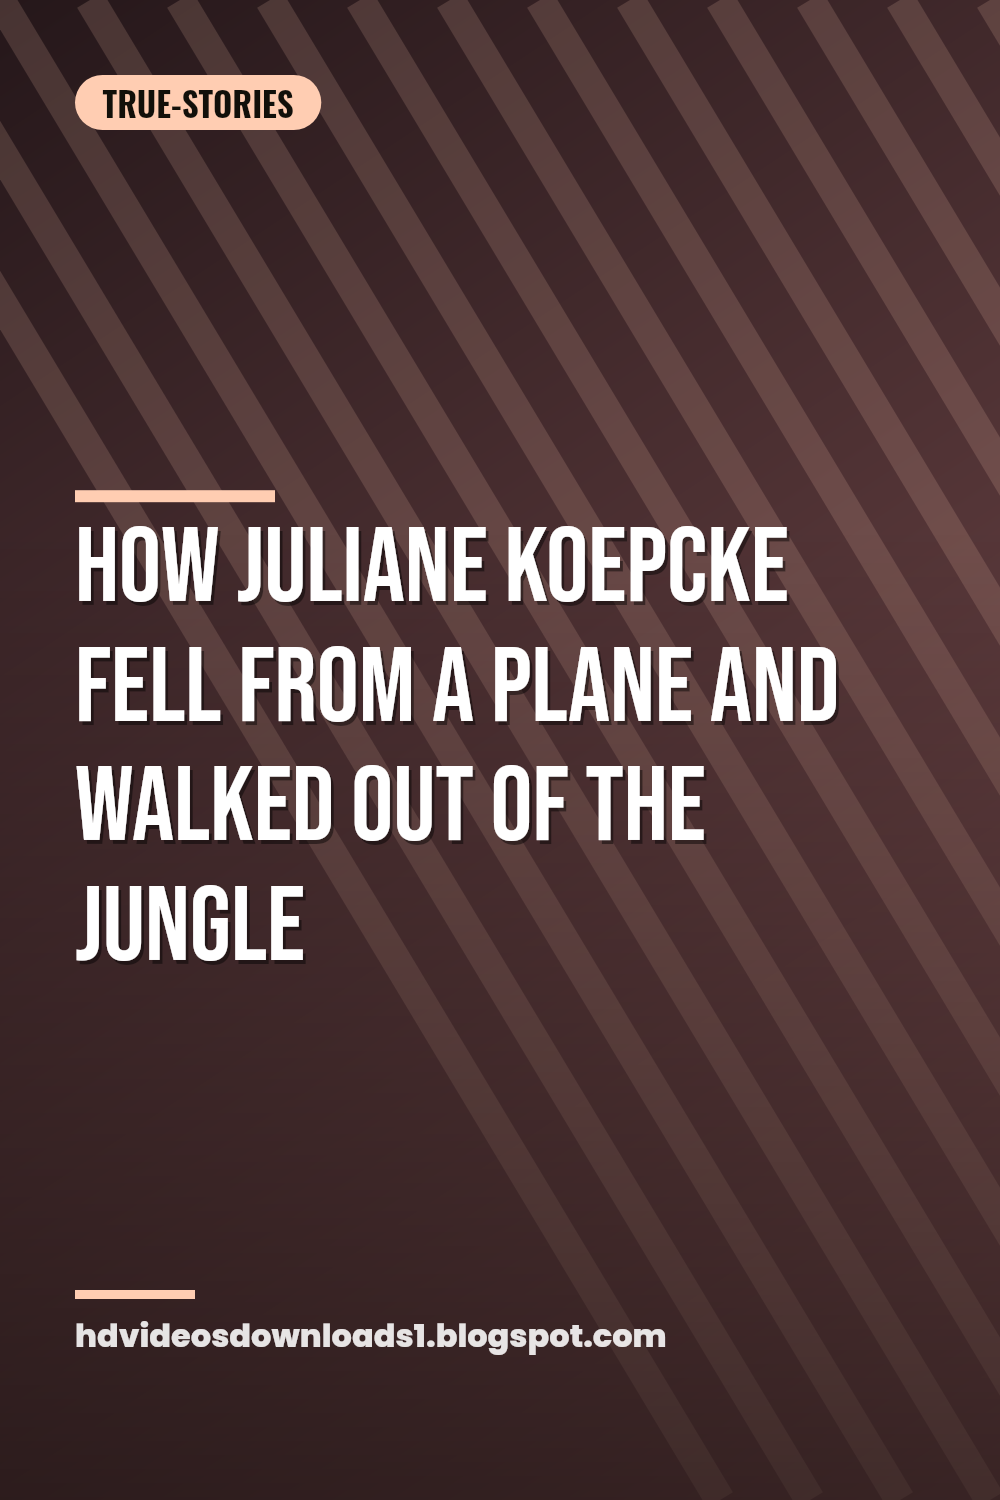 TRUE-STORIES
HOW JULIANE KOEPCKE
FELL FROM A PLANE AND
WALKED OUT OF THE
JUNGLE
hdvideosdownloads1.blogspot.com